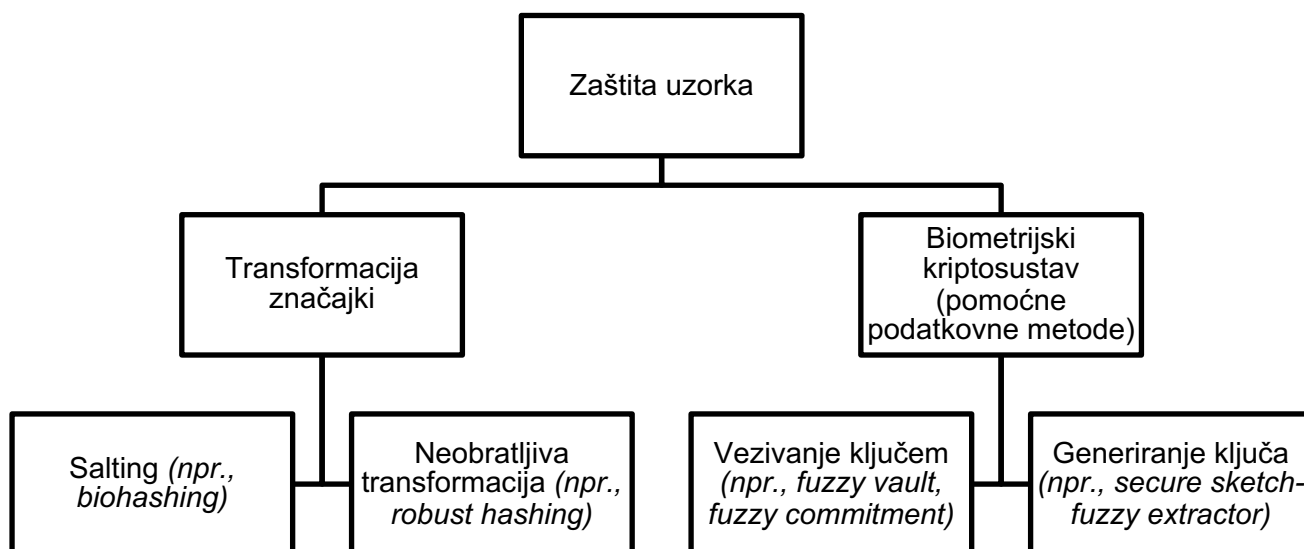 Zaštita uzorka
Transformacija
značajki
Biometrijski
kriptosustav
(pomoćne
podatkovne metode)
Salting (npr.,
biohashing)
Neobratljiva
transformacija (npr.,
robust hashing)
Vezivanje ključem
(npr., fuzzy vault,
fuzzy commitment)
Generiranje ključa
(npr., secure sketch-
fuzzy extractor)